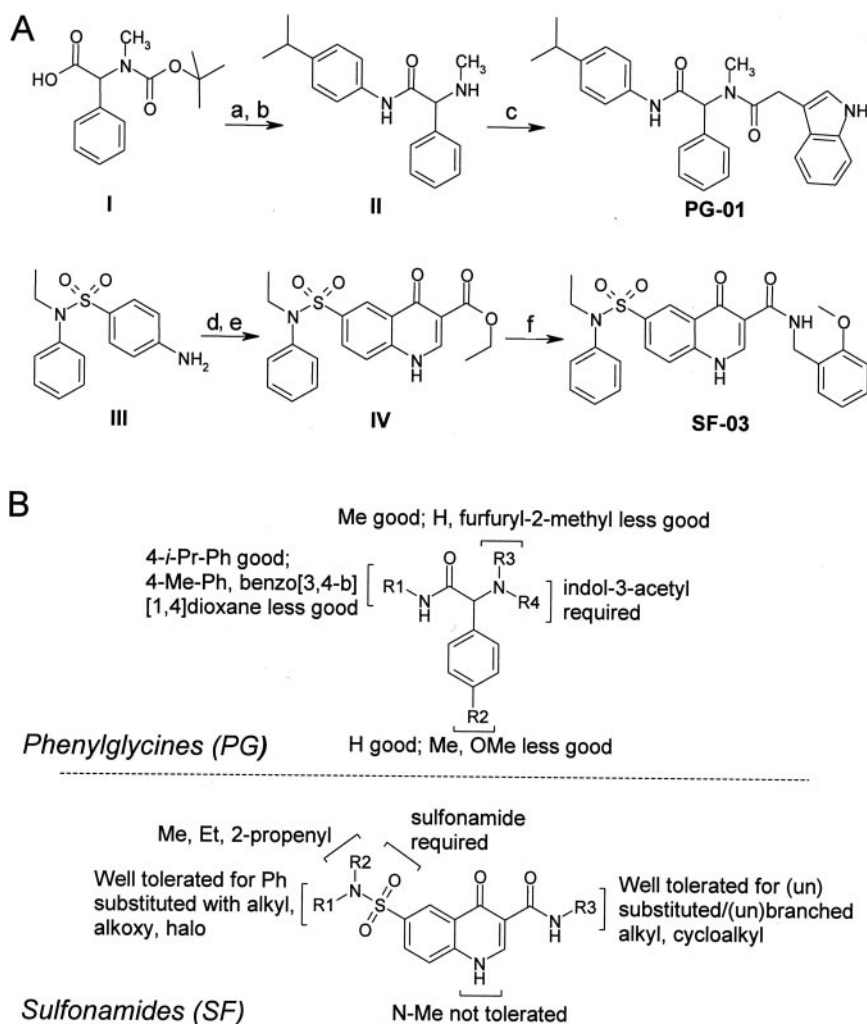 A
O
CH3
HO
N
O
O
I
a, b
O
CH3
N
H
NH
II
c
O
CH3
N
H
N
O
NH
PG-01
O
O
S
N
NH2
III
d, e
O
O
S
N
O
O
O
N
H
IV
f
O
O
S
N
O
O
N
H
O
N
H
SF-03
B
Me good; H, furfuryl-2-methyl less good
4-i-Pr-Ph good;
4-Me-Ph, benzo[3,4-b]
[1,4]dioxane less good
R1
N
H
O
R3
N
R4
indol-3-acetyl
required
R2
Phenylglycines (PG)
H good; Me, OMe less good
Me, Et, 2-propenyl
sulfonamide
required
Well tolerated for Ph
substituted with alkyl,
alkoxy, halo
R2
R1
N
S
O
O
O
O
N
H
R3
N
H
Well tolerated for (un)
substituted/(un)branched
alkyl, cycloalkyl
Sulfonamides (SF)
N-Me not tolerated